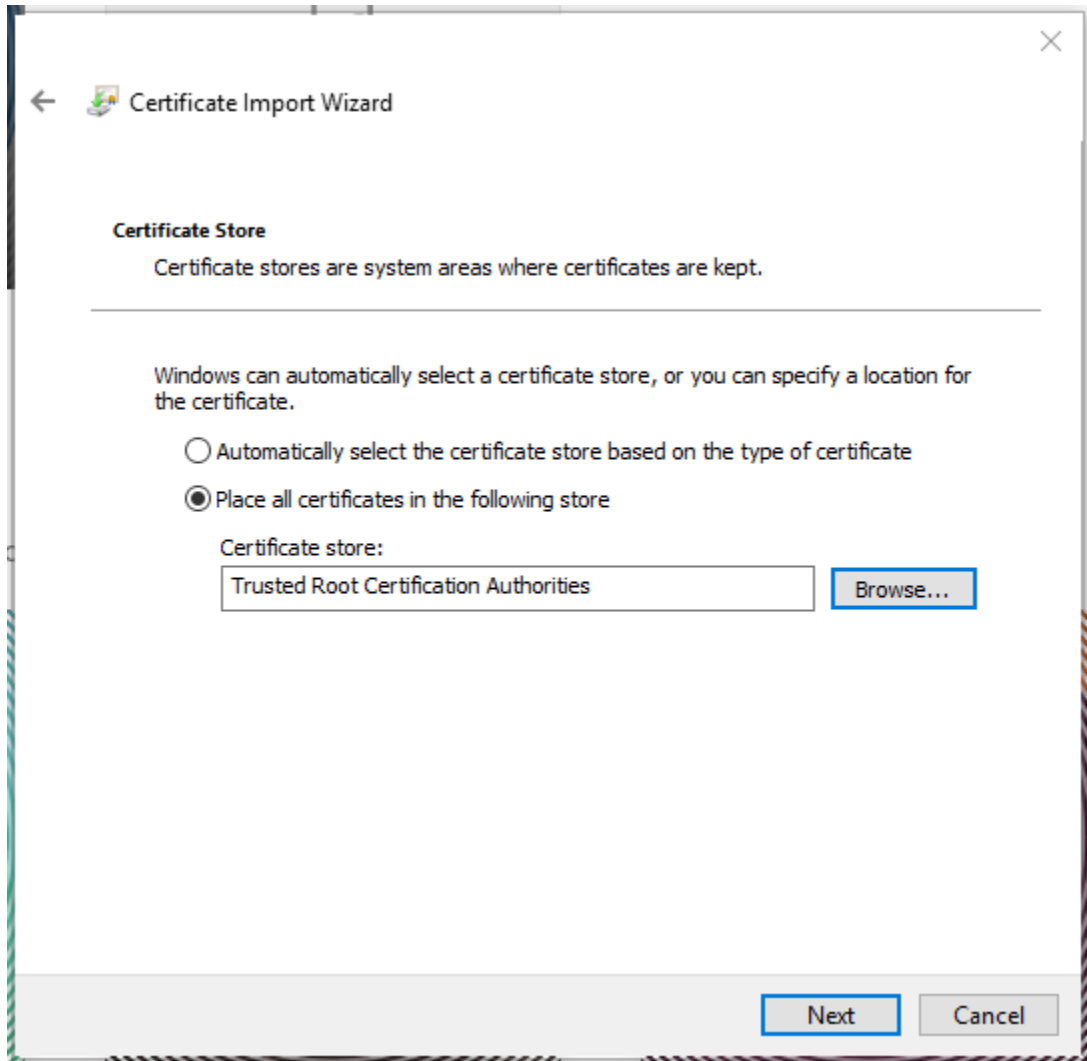 Certificate Import Wizard
Certificate Store
Certificate stores are system areas where certificates are kept.
Windows can automatically select a certificate store, or you can specify a location for
the certificate.
Automatically select the certificate store based on the type of certificate
Place all certificates in the following store
Certificate store:
Trusted Root Certification Authorities
Browse...
Next
Cancel